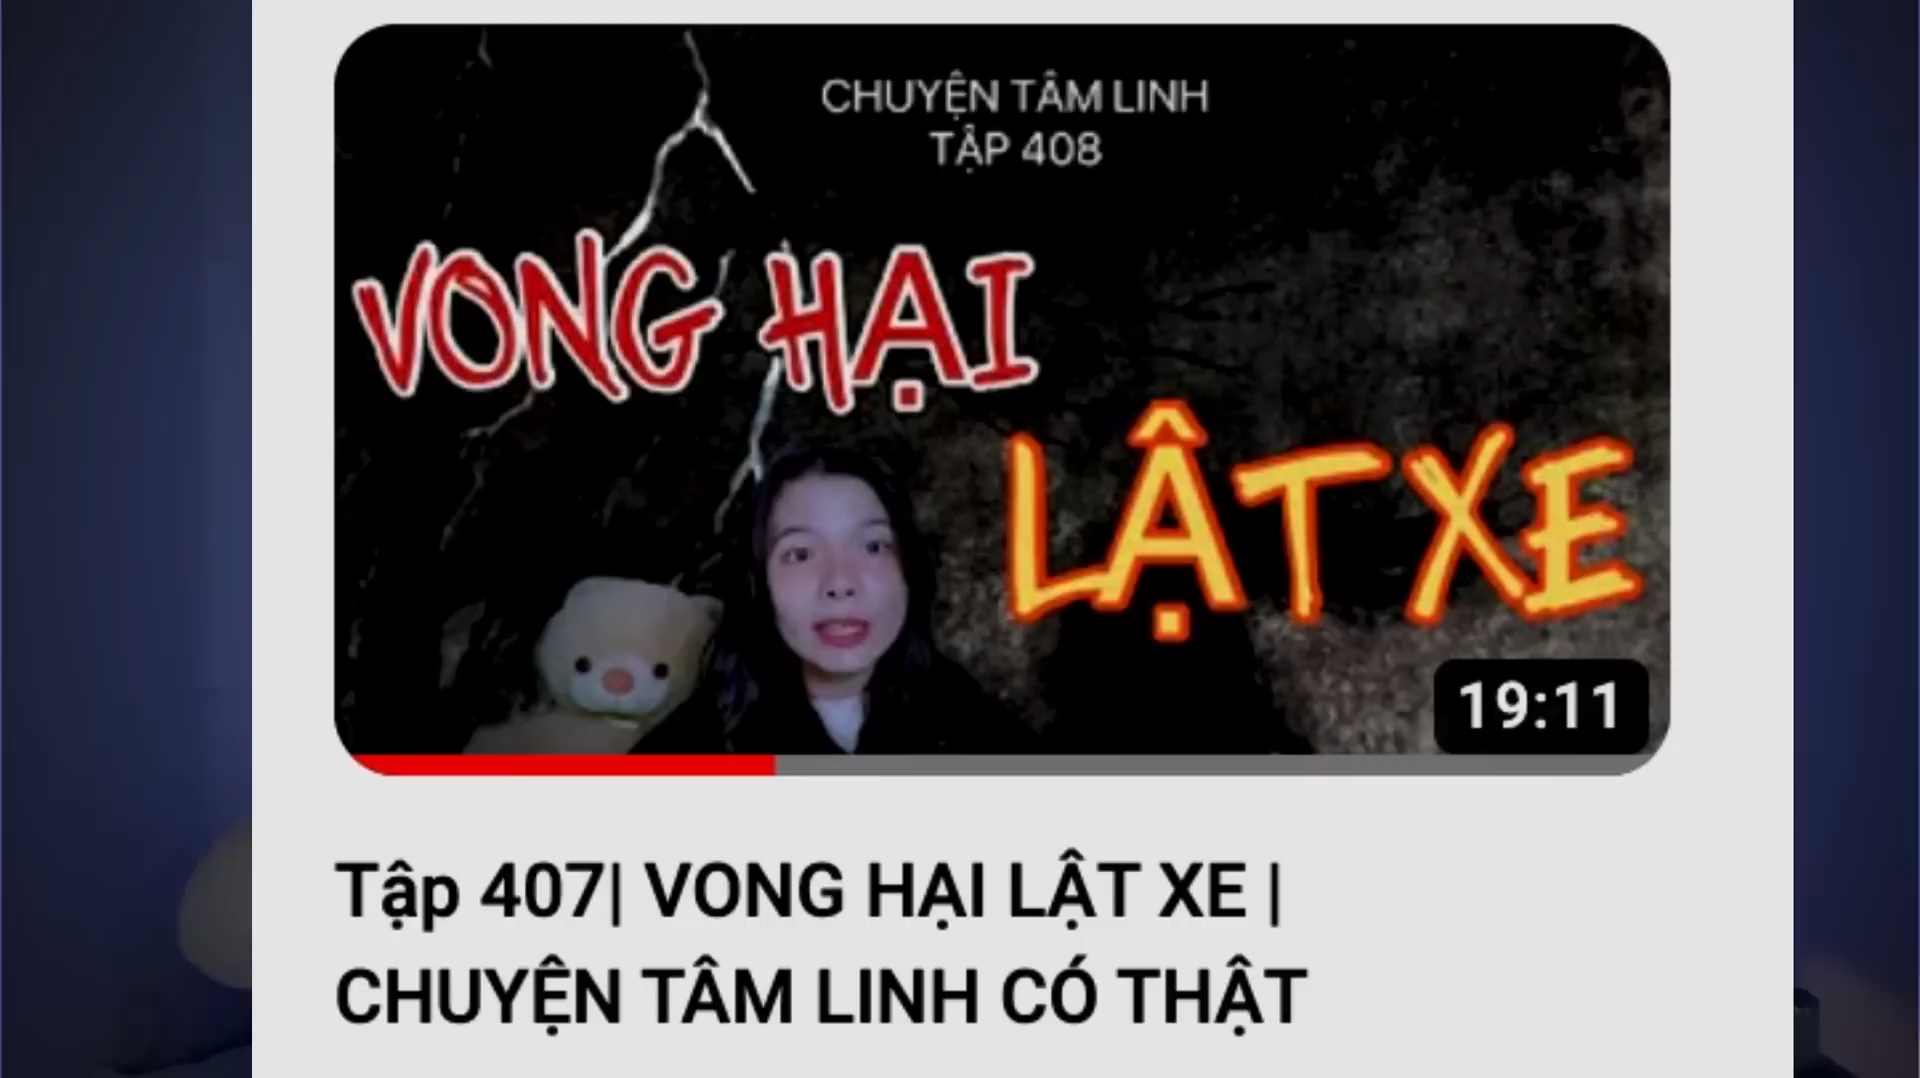 CHUYỆN TÂM LINH
TẬP 408
VONG HẠI
LẬT XE
19:11
Tập 407| VONG HẠI LẬT XE |
CHUYỆN TÂM LINH CÓ THẬT